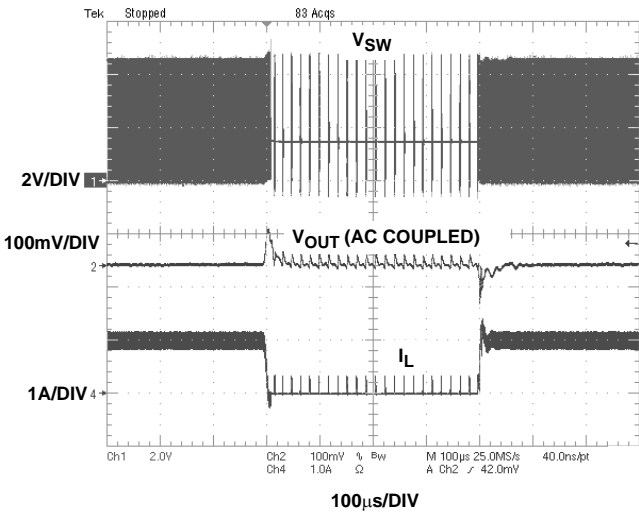 Tek Stopped 83 Acqs
VSW
2V/DIV 1
VOUT (AC COUPLED)
100mV/DIV
2
IL
1A/DIV 4
Ch1 2.0V Ch2 100mV ∿ BW M 100µs 25.0MS/s 40.0ns/pt
Ch4 1.0A Ω A Ch2 ⁄ 42.0mV
100µs/DIV